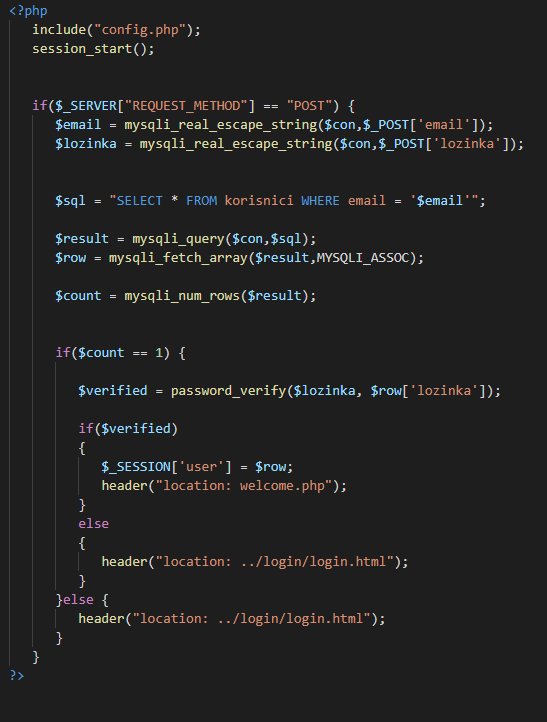 <?php
include("config.php");
session_start();
if($_SERVER["REQUEST_METHOD"] == "POST") {
$email = mysqli_real_escape_string($con,$_POST['email']);
$lozinka = mysqli_real_escape_string($con,$_POST['lozinka']);
$sql = "SELECT * FROM korisnici WHERE email = '$email'";
$result = mysqli_query($con,$sql);
$row = mysqli_fetch_array($result,MYSQLI_ASSOC);
$count = mysqli_num_rows($result);
if($count == 1) {
$verified = password_verify($lozinka, $row['lozinka']);
if($verified)
{
$_SESSION['user'] = $row;
header("location: welcome.php");
}
else
{
header("location: ../login/login.html");
}
}else {
header("location: ../login/login.html");
}
}
?>